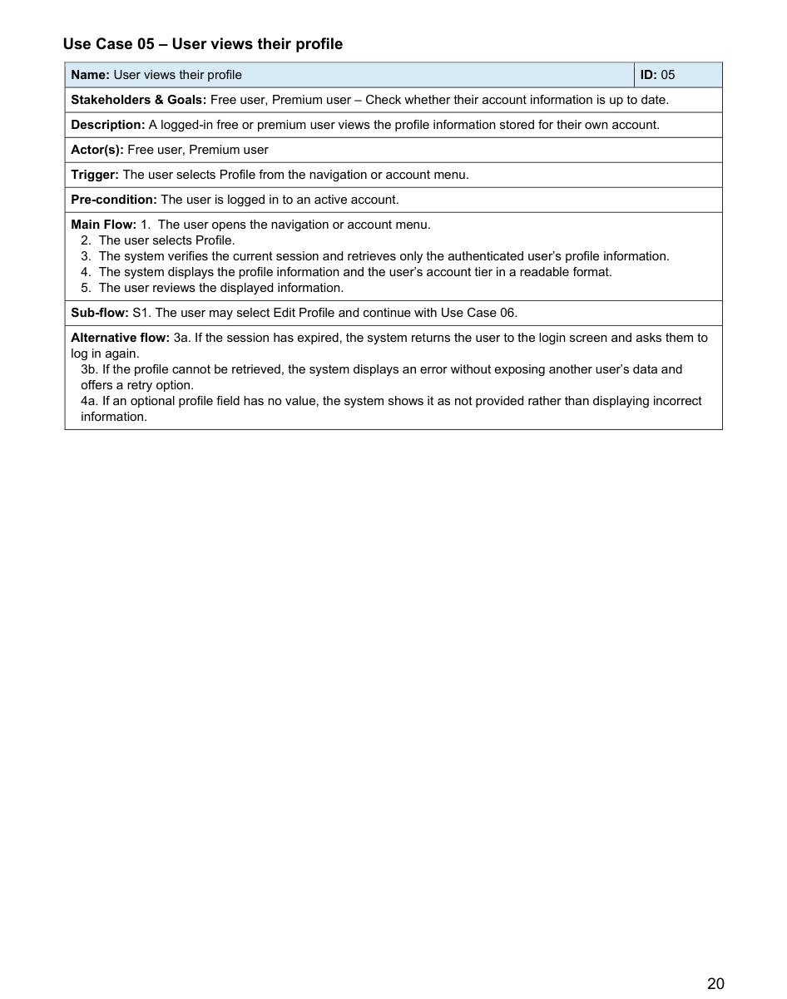 Use Case 05 – User views their profile
Name: User views their profile
ID: 05
Stakeholders & Goals: Free user, Premium user – Check whether their account information is up to date.
Description: A logged-in free or premium user views the profile information stored for their own account.
Actor(s): Free user, Premium user
Trigger: The user selects Profile from the navigation or account menu.
Pre-condition: The user is logged in to an active account.
Main Flow: 1.  The user opens the navigation or account menu.
2.  The user selects Profile.
3.  The system verifies the current session and retrieves only the authenticated user’s profile information.
4.  The system displays the profile information and the user’s account tier in a readable format.
5.  The user reviews the displayed information.
Sub-flow: S1. The user may select Edit Profile and continue with Use Case 06.
Alternative flow: 3a. If the session has expired, the system returns the user to the login screen and asks them to
log in again.
3b. If the profile cannot be retrieved, the system displays an error without exposing another user’s data and
offers a retry option.
4a. If an optional profile field has no value, the system shows it as not provided rather than displaying incorrect
information.
20